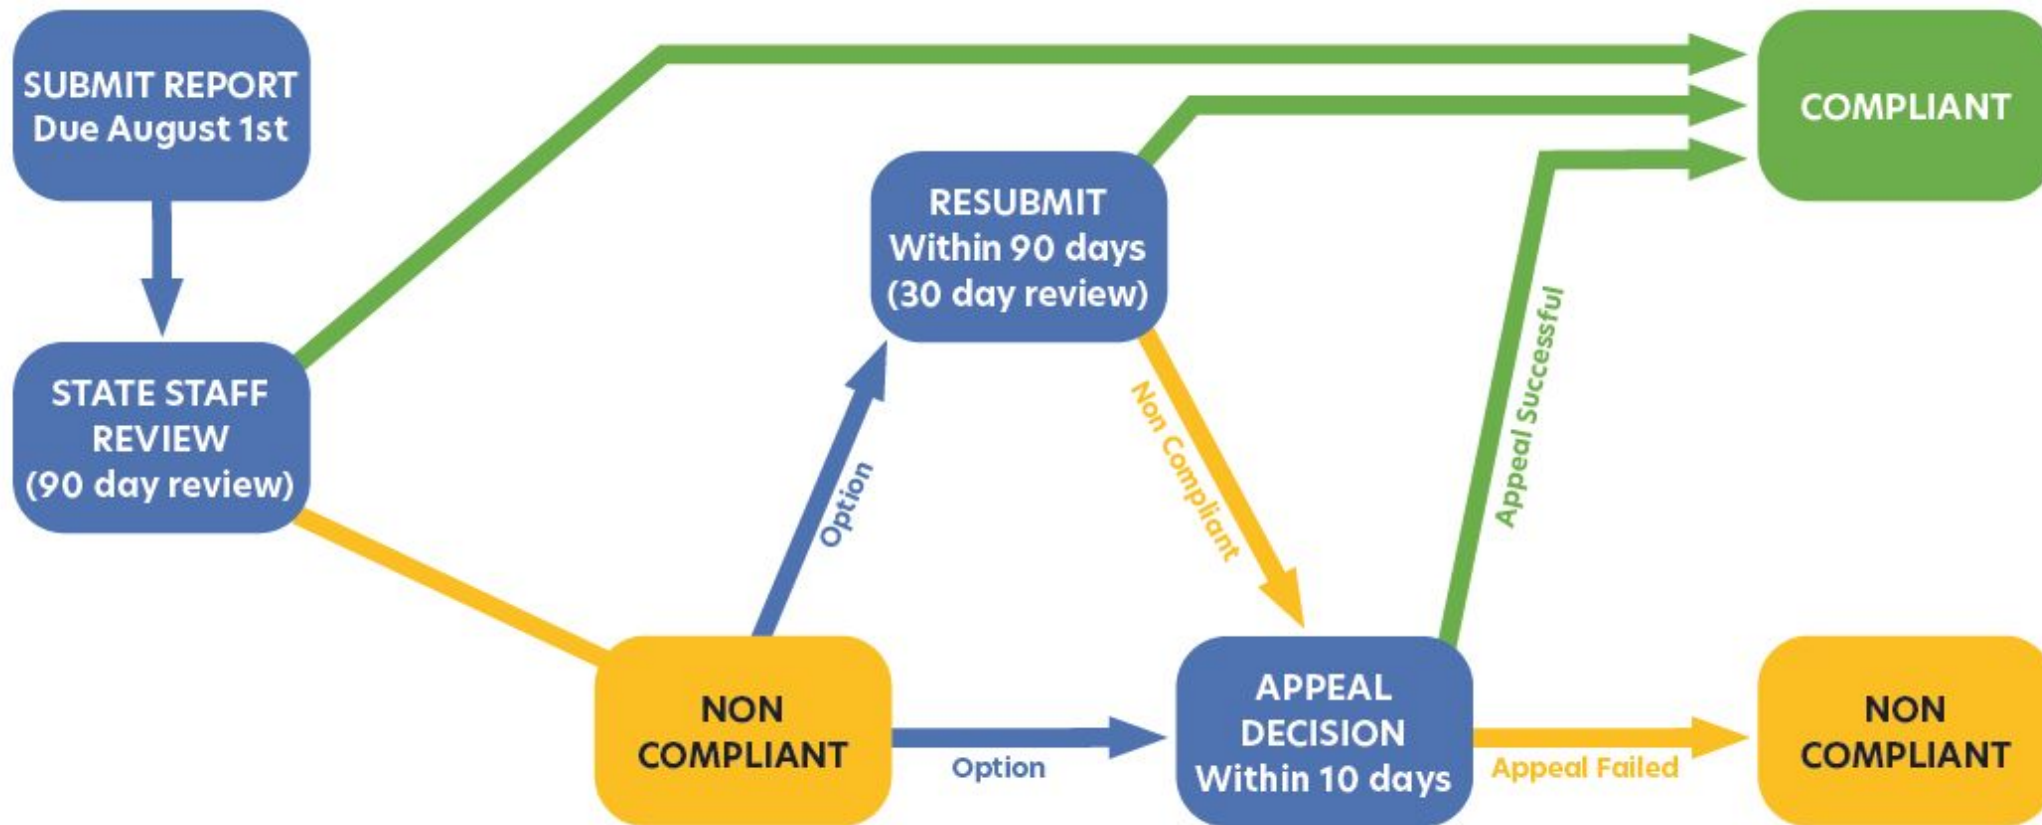 SUBMIT REPORT
Due August 1st
COMPLIANT
RESUBMIT
Within 90 days
(30 day review)
STATE STAFF
REVIEW
(90 day review)
Option
Non Compliant
Appeal Successful
NON
COMPLIANT
Option
APPEAL
DECISION
Within 10 days
Appeal Failed
NON
COMPLIANT